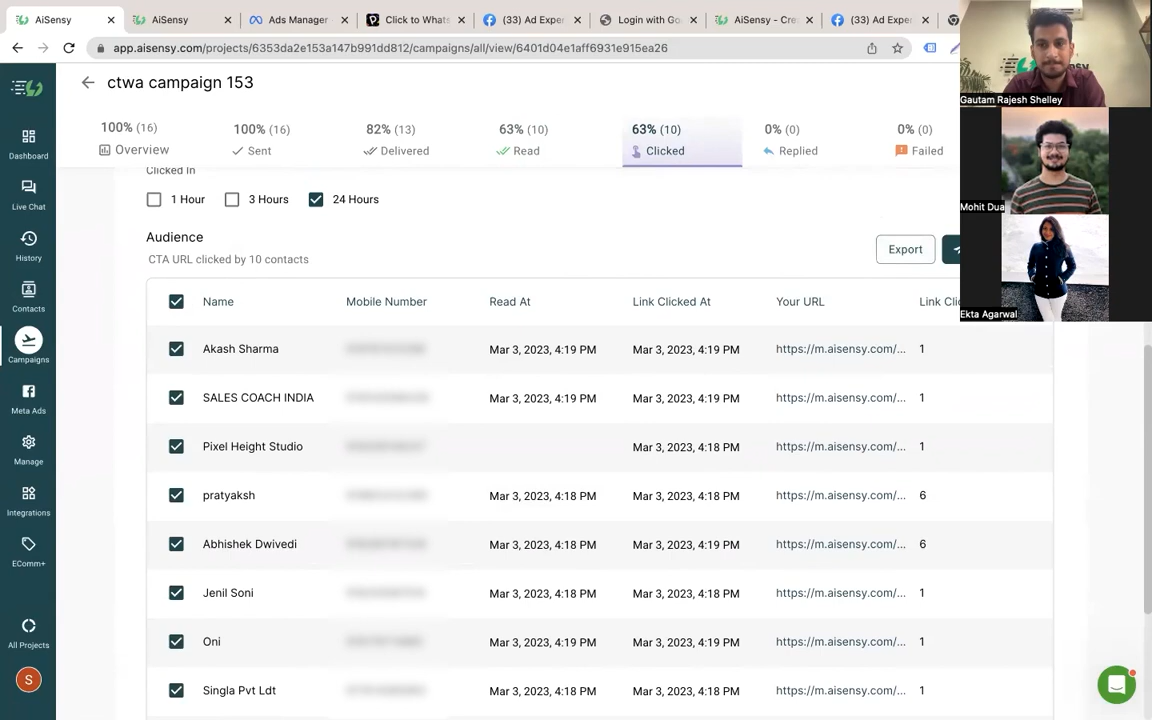 AiSensy
AiSensy
Ads Manager
Click to Whats
(33) Ad Exper
Login with Go
AiSensy - Cre
(33) Ad Exper
app.aisensy.com/projects/6353da2e153a147b991dd812/campaigns/all/view/6401d04e1aff6931e915ea26
ctwa campaign 153
100% (16)
Overview
100% (16)
Sent
82% (13)
Delivered
63% (10)
Read
63% (10)
Clicked
0% (0)
Replied
0% (0)
Failed
Gautam Rajesh Shelley
Mohit Dua
Ekta Agarwal
Dashboard
Live Chat
History
Contacts
Campaigns
Meta Ads
Manage
Integrations
EComm+
All Projects
S
Clicked In
1 Hour 3 Hours 24 Hours
Audience
CTA URL clicked by 10 contacts
Export
Name Mobile Number Read At Link Clicked At Your URL Link Clic
Akash Sharma Mar 3, 2023, 4:19 PM Mar 3, 2023, 4:19 PM https://m.aisensy.com/... 1
SALES COACH INDIA Mar 3, 2023, 4:19 PM Mar 3, 2023, 4:19 PM https://m.aisensy.com/... 1
Pixel Height Studio Mar 3, 2023, 4:18 PM https://m.aisensy.com/... 1
pratyaksh Mar 3, 2023, 4:18 PM Mar 3, 2023, 4:18 PM https://m.aisensy.com/... 6
Abhishek Dwivedi Mar 3, 2023, 4:18 PM Mar 3, 2023, 4:19 PM https://m.aisensy.com/... 6
Jenil Soni Mar 3, 2023, 4:18 PM Mar 3, 2023, 4:18 PM https://m.aisensy.com/... 1
Oni Mar 3, 2023, 4:19 PM Mar 3, 2023, 4:19 PM https://m.aisensy.com/... 1
Singla Pvt Ldt Mar 3, 2023, 4:18 PM Mar 3, 2023, 4:18 PM https://m.aisensy.com/... 1